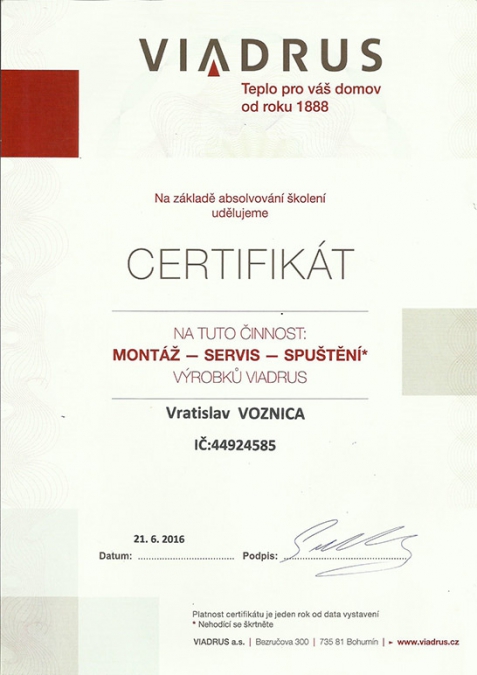 VIADRUS
Teplo pro váš domov
od roku 1888
Na základě absolvování školení
udělujeme
CERTIFIKÁT
NA TUTO ČINNOST:
MONTÁŽ – SERVIS – SPUŠTĚNÍ*
VÝROBKŮ VIADRUS
Vratislav VOZNICA
IČ:44924585
21. 6. 2016
Datum: .................................. Podpis: ..........................................
Platnost certifikátu je jeden rok od data vystavení
* Nehodící se škrtněte
VIADRUS a.s. | Bezručova 300 | 735 81 Bohumín | ► www.viadrus.cz